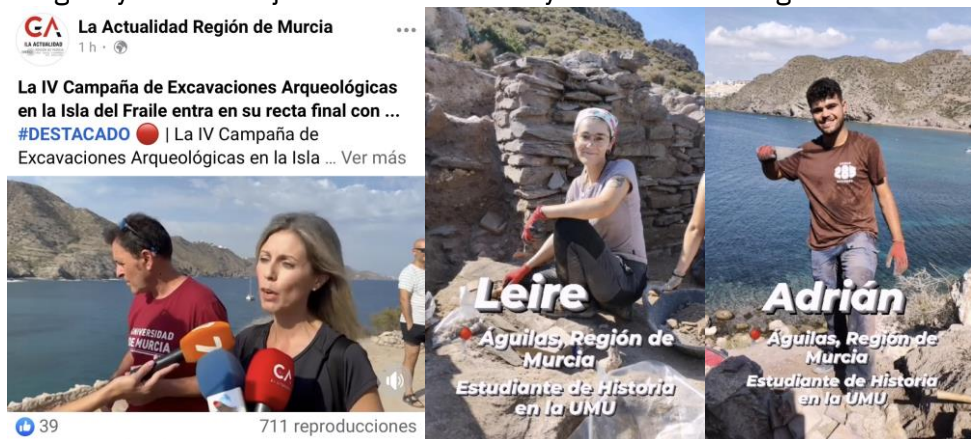 La Actualidad Región de Murcia
1 h ·
La IV Campaña de Excavaciones Arqueológicas
en la Isla del Fraile entra en su recta final con ...
#DESTACADO 🔴 | La IV Campaña de
Excavaciones Arqueológicas en la Isla ... Ver más
UNIVERSIDAD
DE MURCIA
CA
39
711 reproducciones
Leire
Águilas, Región de
Murcia
Estudiante de Historia
en la UMU
Adrián
Águilas, Región de
Murcia
Estudiante de Historia
en la UMU